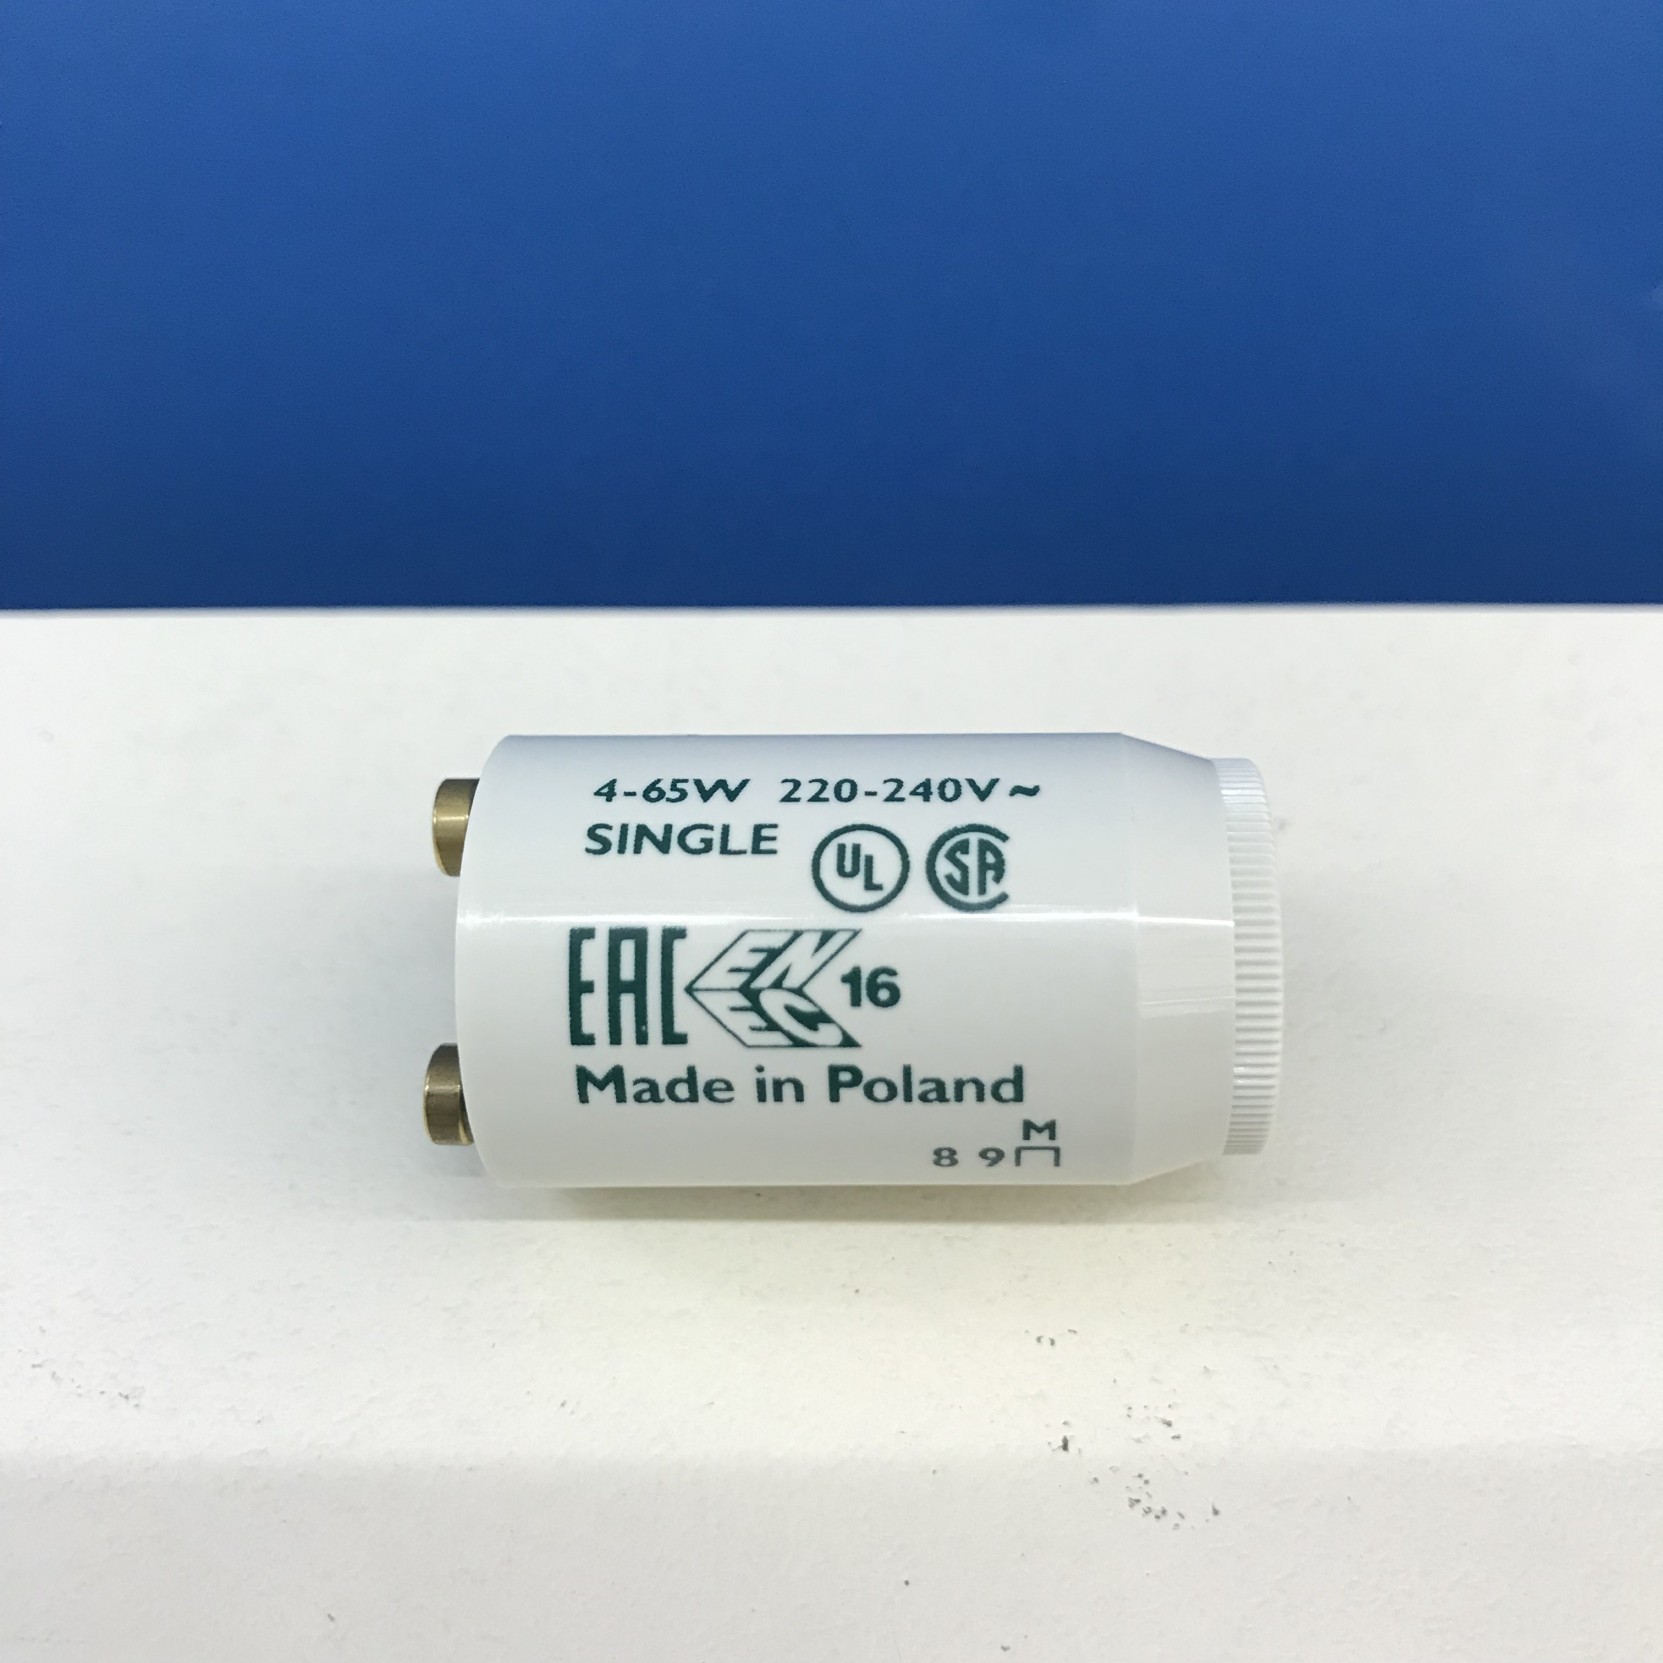 4-65W 220-240V~
SINGLE UL SA
EAC ENEC 16
Made in Poland
M
8 9